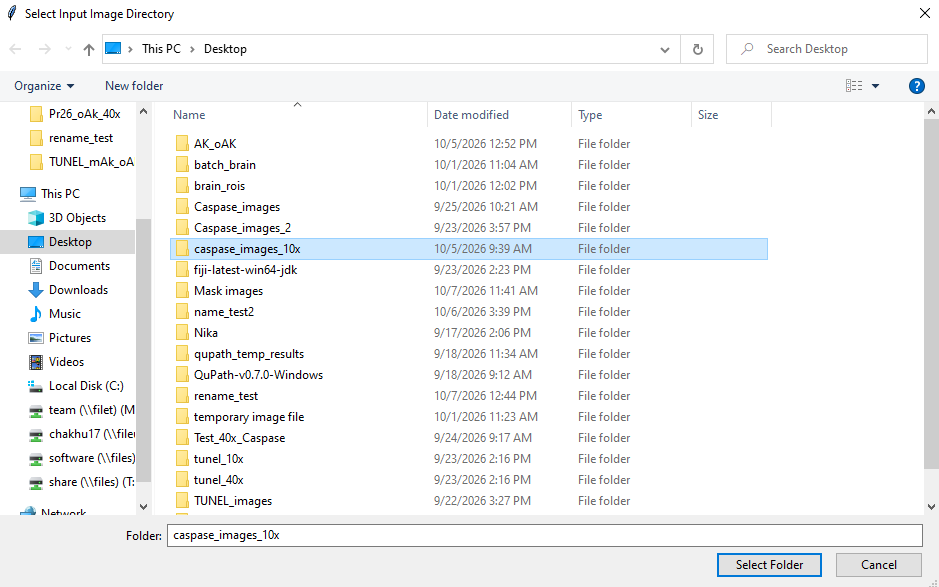 Select Input Image Directory
This PC > Desktop
Search Desktop
Organize
New folder
Pr26_oAk_40x
rename_test
TUNEL_mAk_oA
This PC
3D Objects
Desktop
Documents
Downloads
Music
Pictures
Videos
Local Disk (C:)
team (\\filet) (M
chakhu17 (\\file
software (\\files)
share (\\files) (T:
Network
Name Date modified Type Size
AK_oAK 10/5/2026 12:52 PM File folder
batch_brain 10/1/2026 11:04 AM File folder
brain_rois 10/1/2026 12:02 PM File folder
Caspase_images 9/25/2026 10:21 AM File folder
Caspase_images_2 9/23/2026 3:57 PM File folder
caspase_images_10x 10/5/2026 9:39 AM File folder
fiji-latest-win64-jdk 9/23/2026 2:23 PM File folder
Mask images 10/7/2026 11:41 AM File folder
name_test2 10/6/2026 3:39 PM File folder
Nika 9/17/2026 2:06 PM File folder
qupath_temp_results 9/18/2026 11:34 AM File folder
QuPath-v0.7.0-Windows 9/18/2026 9:12 AM File folder
rename_test 10/7/2026 12:44 PM File folder
temporary image file 10/1/2026 11:23 AM File folder
Test_40x_Caspase 9/24/2026 9:17 AM File folder
tunel_10x 9/23/2026 2:16 PM File folder
tunel_40x 9/23/2026 2:16 PM File folder
TUNEL_images 9/22/2026 3:27 PM File folder
Folder: caspase_images_10x
Select Folder
Cancel